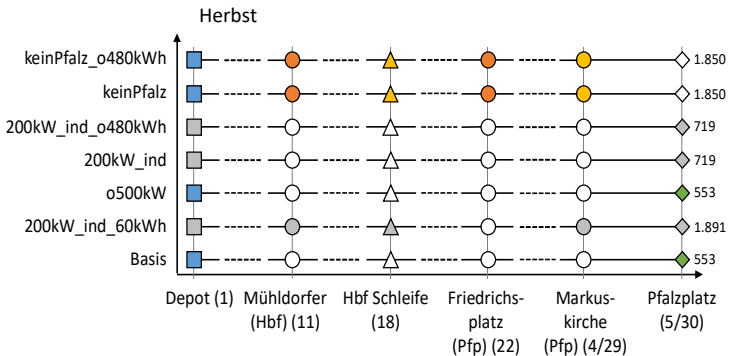 Herbst
keinPfalz_o480kWh
1.850
keinPfalz
1.850
200kW_ind_o480kWh
719
200kW_ind
719
o500kW
553
200kW_ind_60kWh
1.891
Basis
553
Depot (1)
Mühldorfer
(Hbf) (11)
Hbf Schleife
(18)
Friedrichs-
platz
(Pfp) (22)
Markus-
kirche
(Pfp) (4/29)
Pfalzplatz
(5/30)